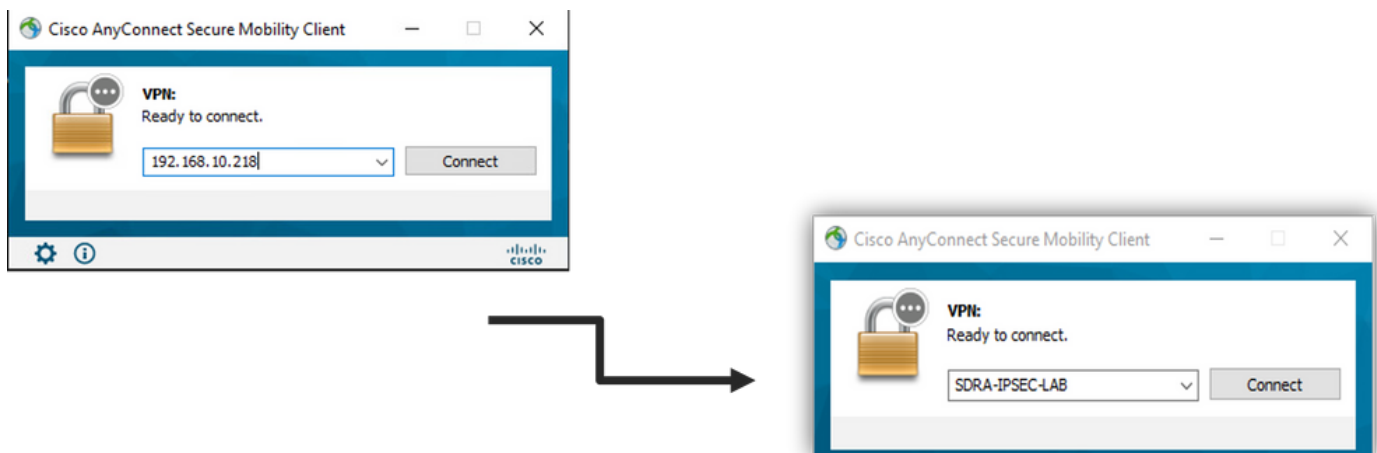 Cisco AnyConnect Secure Mobility Client
VPN:
Ready to connect.
192.168.10.218
Connect
cisco
Cisco AnyConnect Secure Mobility Client
VPN:
Ready to connect.
SDRA-IPSEC-LAB
Connect